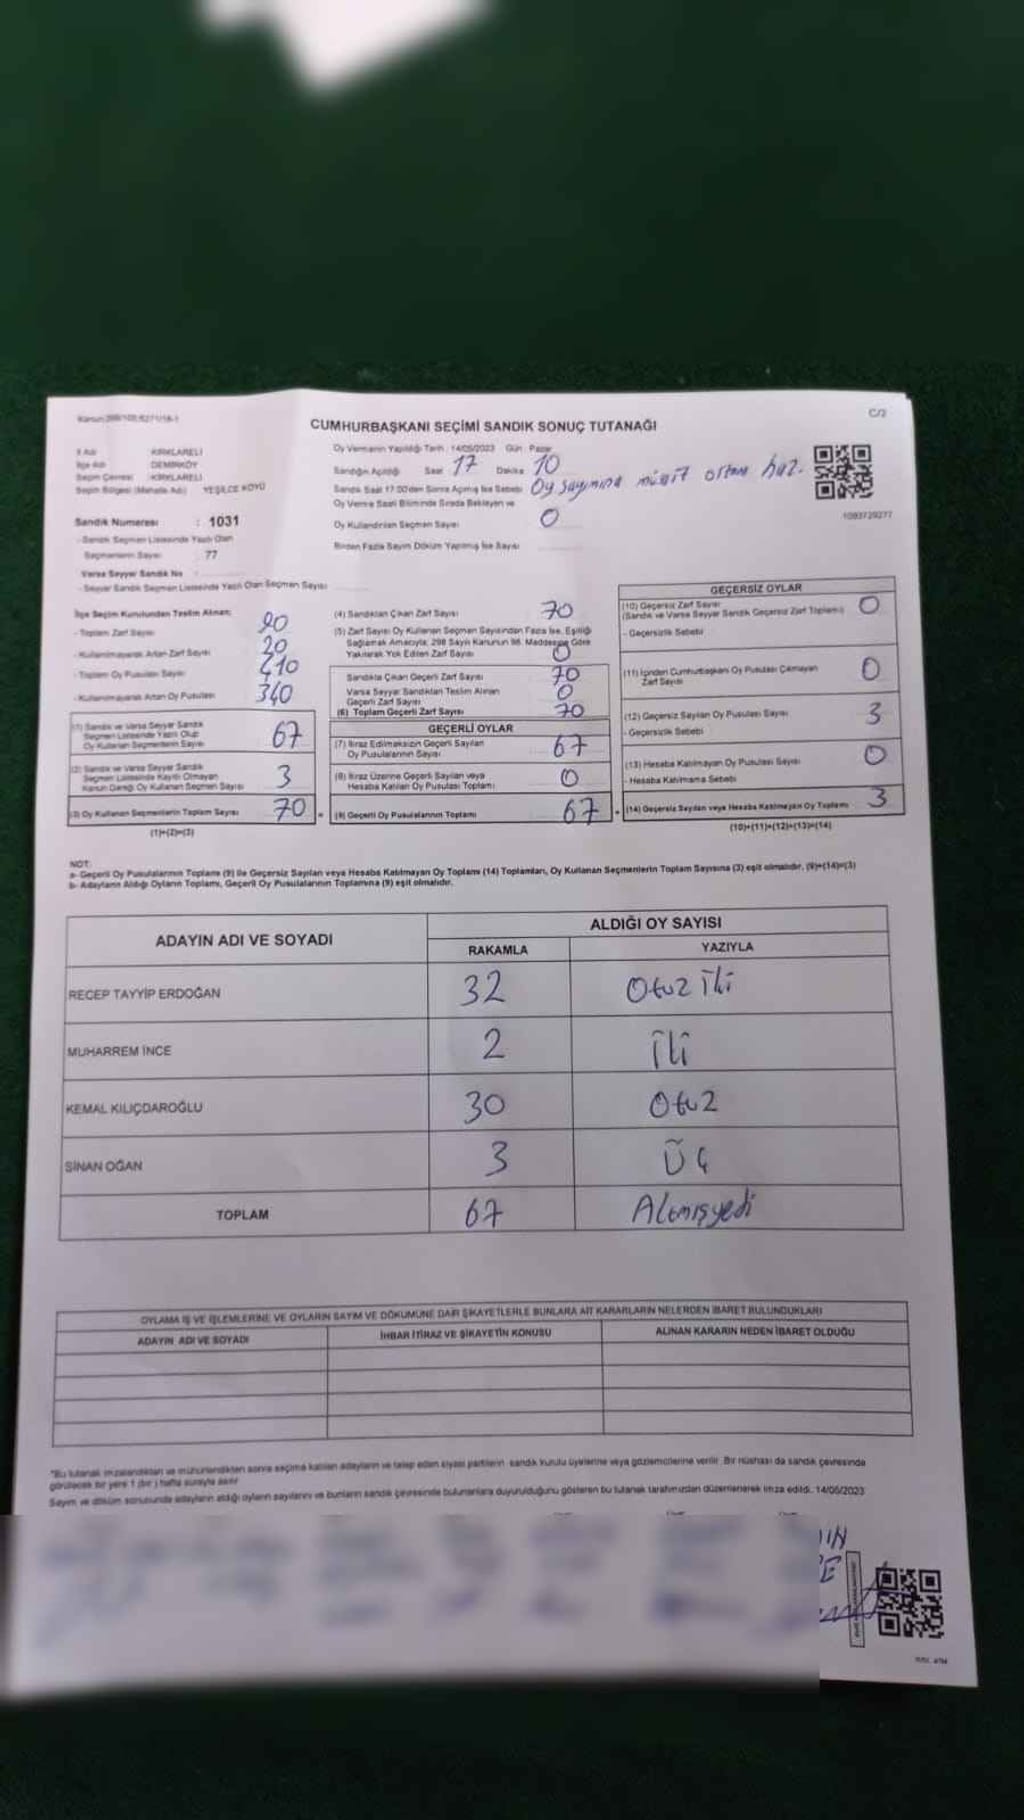 C/2
CUMHURBAŞKANI SEÇİMİ SANDIK SONUÇ TUTANAĞI
İl Adı KIRKLARELİ
İlçe Adı DEMİRKÖY
Seçim Çevresi KIRKLARELİ
Seçim Bölgesi (Mahalle Adı) YEŞİLCE KÖYÜ
Sandık Numarası : 1031
- Sandık Seçmen Listesinde Yazılı Olan
Seçmenlerin Sayısı 77
Varsa Seyyar Sandık No
- Seyyar Sandık Seçmen Listesinde Yazılı Olan Seçmen Sayısı
Oy Vermenin Yapıldığı Tarih : 14/05/2023 Gün : Pazar
Sandığın Açıldığı Saat 17 Dakika 10
Sandık Saat 17:00'den Sonra Açılmış İse Sebebi Oy sayımına müsait ortam haz.
Oy Verme Saati Bitiminde Sırada Bekleyen ve
Oy Kullandırılan Seçmen Sayısı 0
Birden Fazla Sayım Döküm Yapılmış İse Sayısı
1093729277
İlçe Seçim Kurulundan Teslim Alınan;
- Toplam Zarf Sayısı 90
- Kullanılmayarak Artan Zarf Sayısı 20
- Toplam Oy Pusulası Sayısı 410
- Kullanılmayarak Artan Oy Pusulası 340
(1) Sandık ve Varsa Seyyar Sandık
Seçmen Listesinde Yazılı Olup
Oy Kullanan Seçmenlerin Sayısı 67
(2) Sandık ve Varsa Seyyar Sandık
Seçmen Listesinde Kayıtlı Olmayan
Kanun Gereği Oy Kullanan Seçmen Sayısı 3
(3) Oy Kullanan Seçmenlerin Toplam Sayısı 70
(1)+(2)=(3)
(4) Sandıktan Çıkan Zarf Sayısı 70
(5) Zarf Sayısı Oy Kullanan Seçmen Sayısından Fazla İse, Eşitliği
Sağlamak Amacıyla, 298 Sayılı Kanunun 98. Maddesine Göre
Yakılarak Yok Edilen Zarf Sayısı 0
Sandıkta Çıkan Geçerli Zarf Sayısı 70
Varsa Seyyar Sandıktan Teslim Alınan
Geçerli Zarf Sayısı 0
(6) Toplam Geçerli Zarf Sayısı 70
GEÇERLİ OYLAR
(7) İtiraz Edilmeksizin Geçerli Sayılan
Oy Pusulalarının Sayısı 67
(8) İtiraz Üzerine Geçerli Sayılan veya
Hesaba Katılan Oy Pusulası Toplamı 0
(9) Geçerli Oy Pusulalarının Toplamı 67
GEÇERSİZ OYLAR
(10) Geçersiz Zarf Sayısı 0
(Sandık ve Varsa Seyyar Sandık Geçersiz Zarf Toplamı)
- Geçersizlik Sebebi
(11) İçinden Cumhurbaşkanı Oy Pusulası Çıkmayan
Zarf Sayısı 0
(12) Geçersiz Sayılan Oy Pusulası Sayısı 3
- Geçersizlik Sebebi
(13) Hesaba Katılmayan Oy Pusulası Sayısı 0
- Hesaba Katılmama Sebebi
(14) Geçersiz Sayılan veya Hesaba Katılmayan Oy Toplamı 3
(10)+(11)+(12)+(13)=(14)
NOT:
a- Geçerli Oy Pusulalarının Toplamı (9) ile Geçersiz Sayılan veya Hesaba Katılmayan Oy Toplamı (14) Toplamları, Oy Kullanan Seçmenlerin Toplam Sayısına (3) eşit olmalıdır. (9)+(14)=(3)
b- Adayların Aldığı Oyların Toplamı, Geçerli Oy Pusulalarının Toplamına (9) eşit olmalıdır.
ADAYIN ADI VE SOYADI ALDIĞI OY SAYISI
RAKAMLA YAZIYLA
RECEP TAYYİP ERDOĞAN 32 Otuz İki
MUHARREM İNCE 2 İki
KEMAL KILIÇDAROĞLU 30 Otuz
SİNAN OĞAN 3 Üç
TOPLAM 67 Altmışyedi
OYLAMA İŞ VE İŞLEMLERİNE VE OYLARIN SAYIM VE DÖKÜMÜNE DAİR ŞİKAYETLERLE BUNLARA AİT KARARLARIN NELERDEN İBARET BULUNDUKLARI
ADAYIN ADI VE SOYADI İHBAR İTİRAZ VE ŞİKAYETİN KONUSU ALINAN KARARIN NEDEN İBARET OLDUĞU
"Bu tutanak imzalandıktan ve mühürlendikten sonra seçime katılan adayların ve talep eden siyasi partilerin sandık kurulu üyelerine veya gözlemcilerine verilir. Bir nüshası da sandık çevresinde
görülecek bir yere 1 (bir) hafta süreyle asılır
Sayım ve döküm sonucunda adayların aldığı oyların sayılarını ve bunların sandık çevresinde bulunanlara duyurulduğunu gösteren bu tutanak tarafımızdan düzenlenerek imza edildi. 14/05/2023